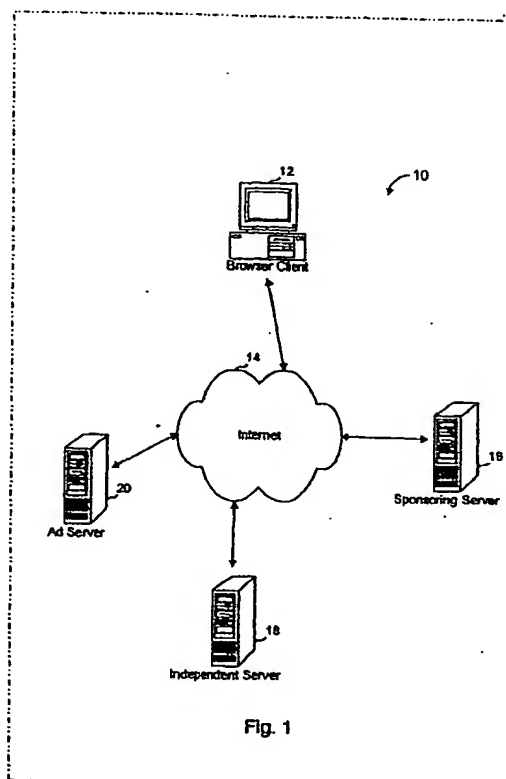 12
10
Browser Client
14
Internet
16
Sponsoring Server
20
Ad Server
18
Independent Server
Fig. 1